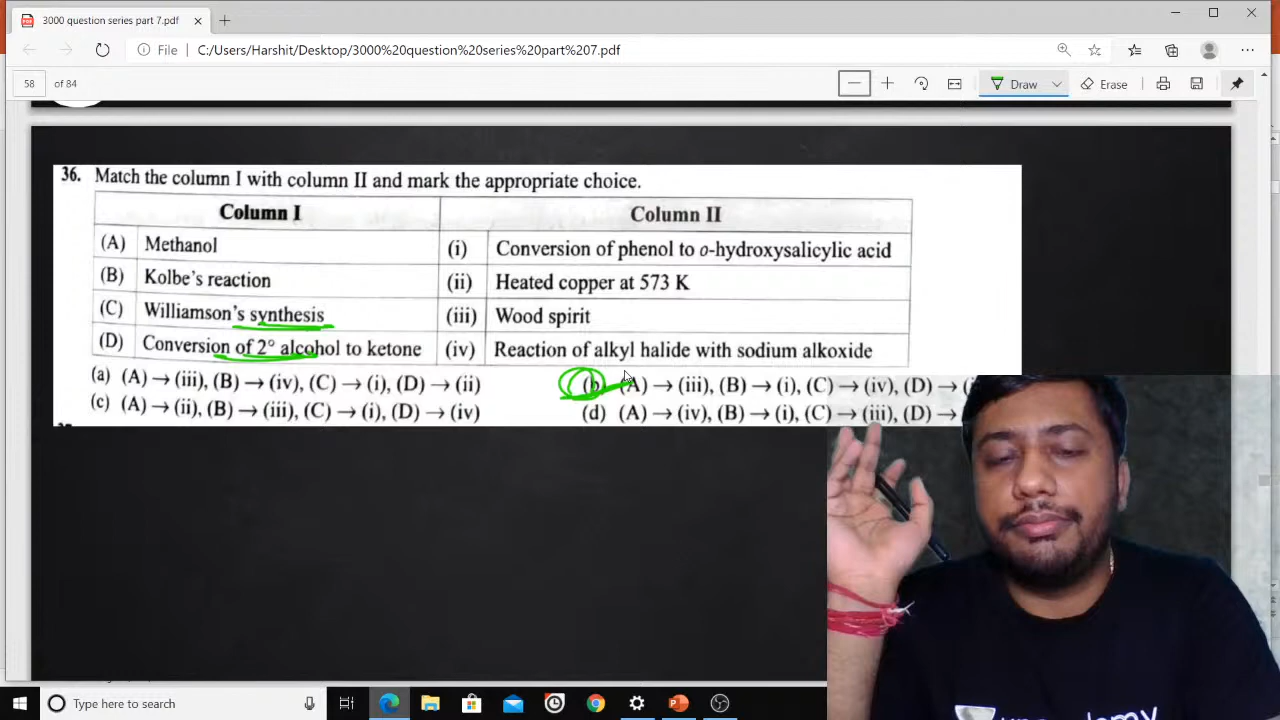 3000 question series part 7.pdf
File
C:/Users/Harshit/Desktop/3000%20question%20series%20part%207.pdf
58 of 84
Draw
Erase
36. Match the column I with column II and mark the appropriate choice.
Column I Column II
(A) Methanol (i) Conversion of phenol to o-hydroxysalicylic acid
(B) Kolbe's reaction (ii) Heated copper at 573 K
(C) Williamson's synthesis (iii) Wood spirit
(D) Conversion of 2° alcohol to ketone (iv) Reaction of alkyl halide with sodium alkoxide
(a) (A) → (iii), (B) → (iv), (C) → (i), (D) → (ii) (b) (A) → (iii), (B) → (i), (C) → (iv), (D) →
(c) (A) → (ii), (B) → (iii), (C) → (i), (D) → (iv) (d) (A) → (iv), (B) → (i), (C) → (iii), (D) →
Type here to search